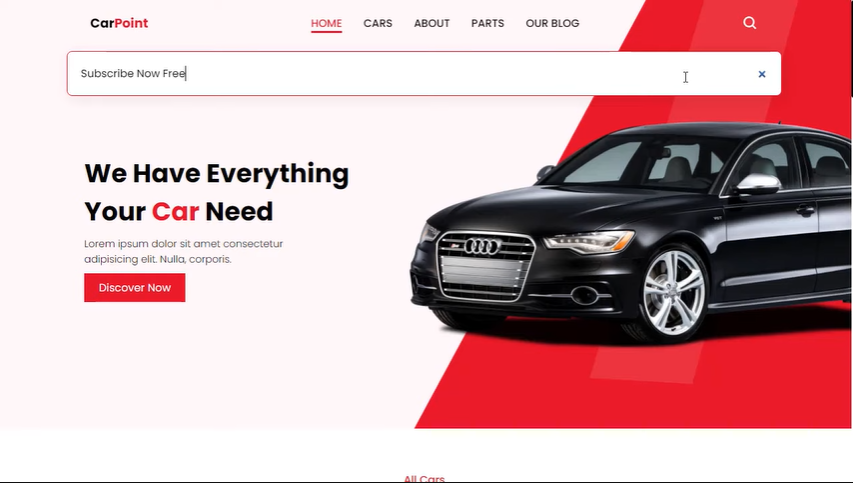 CarPoint
HOME CARS ABOUT PARTS OUR BLOG
Subscribe Now Free
We Have Everything
Your Car Need
Lorem ipsum dolor sit amet consectetur
adipisicing elit. Nulla, corporis.
Discover Now
All Cars